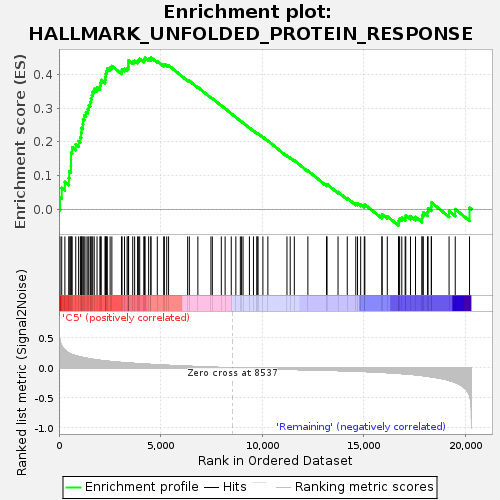 Enrichment plot:
HALLMARK_UNFOLDED_PROTEIN_RESPONSE
Enrichment score (ES)
0.4
0.3
0.2
0.1
0.0
'C5' (positively correlated)
Ranked list metric (Signal2Noise)
0.5
0.0
-0.5
-1.0
Zero cross at 8537
'Remaining' (negatively correlated)
0
5,000
10,000
15,000
20,000
Rank in Ordered Dataset
Enrichment profile
Hits
Ranking metric scores